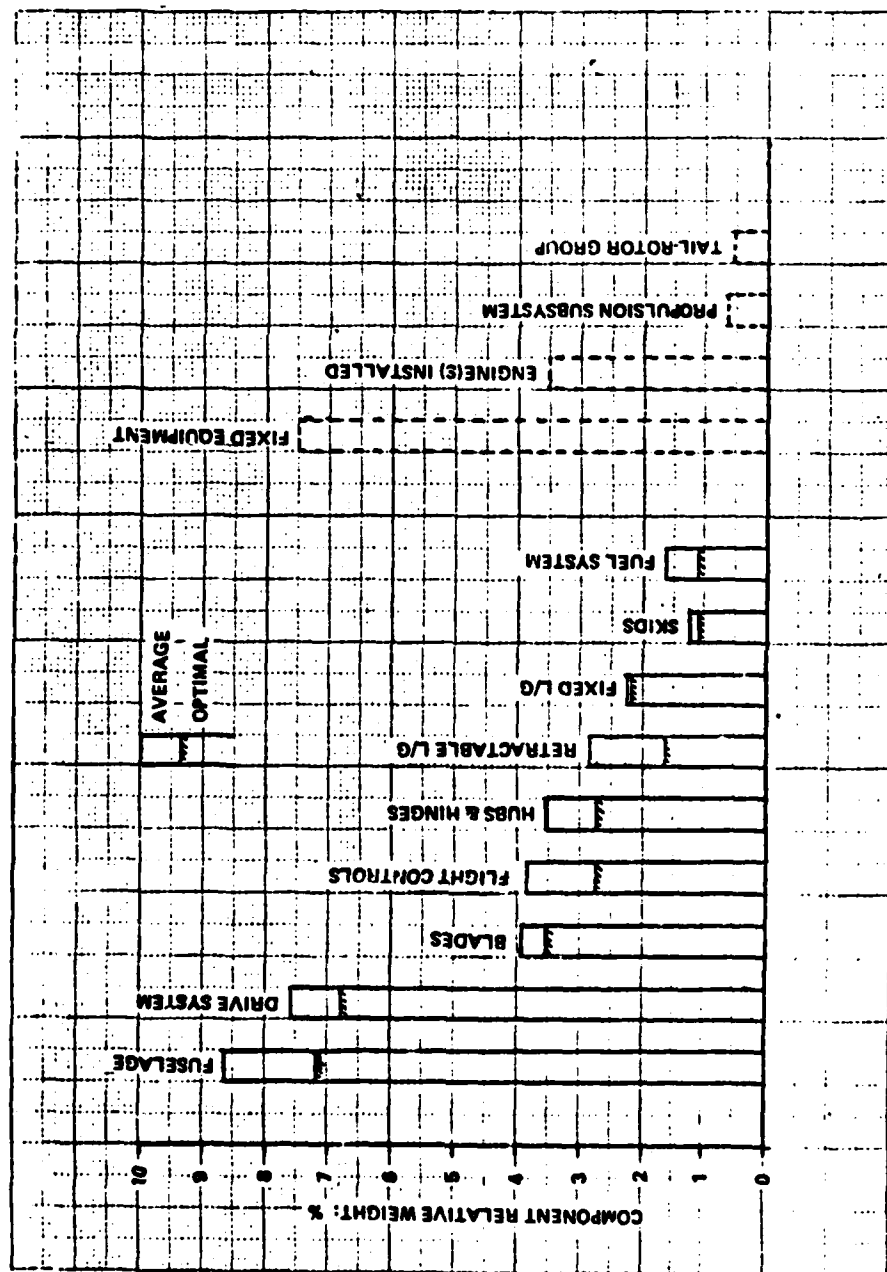 COMPONENT RELATIVE WEIGHT: %
10
9
8
7
6
5
4
3
2
1
0
FUSELAGE
DRIVE SYSTEM
BLADES
FLIGHT CONTROLS
HUBS & HINGES
RETRACTABLE L/G
FIXED L/G
SKIDS
FUEL SYSTEM
AVERAGE
OPTIMAL
FIXED EQUIPMENT
ENGINE(S) INSTALLED
PROPULSION SUBSYSTEM
TAIL-ROTOR GROUP